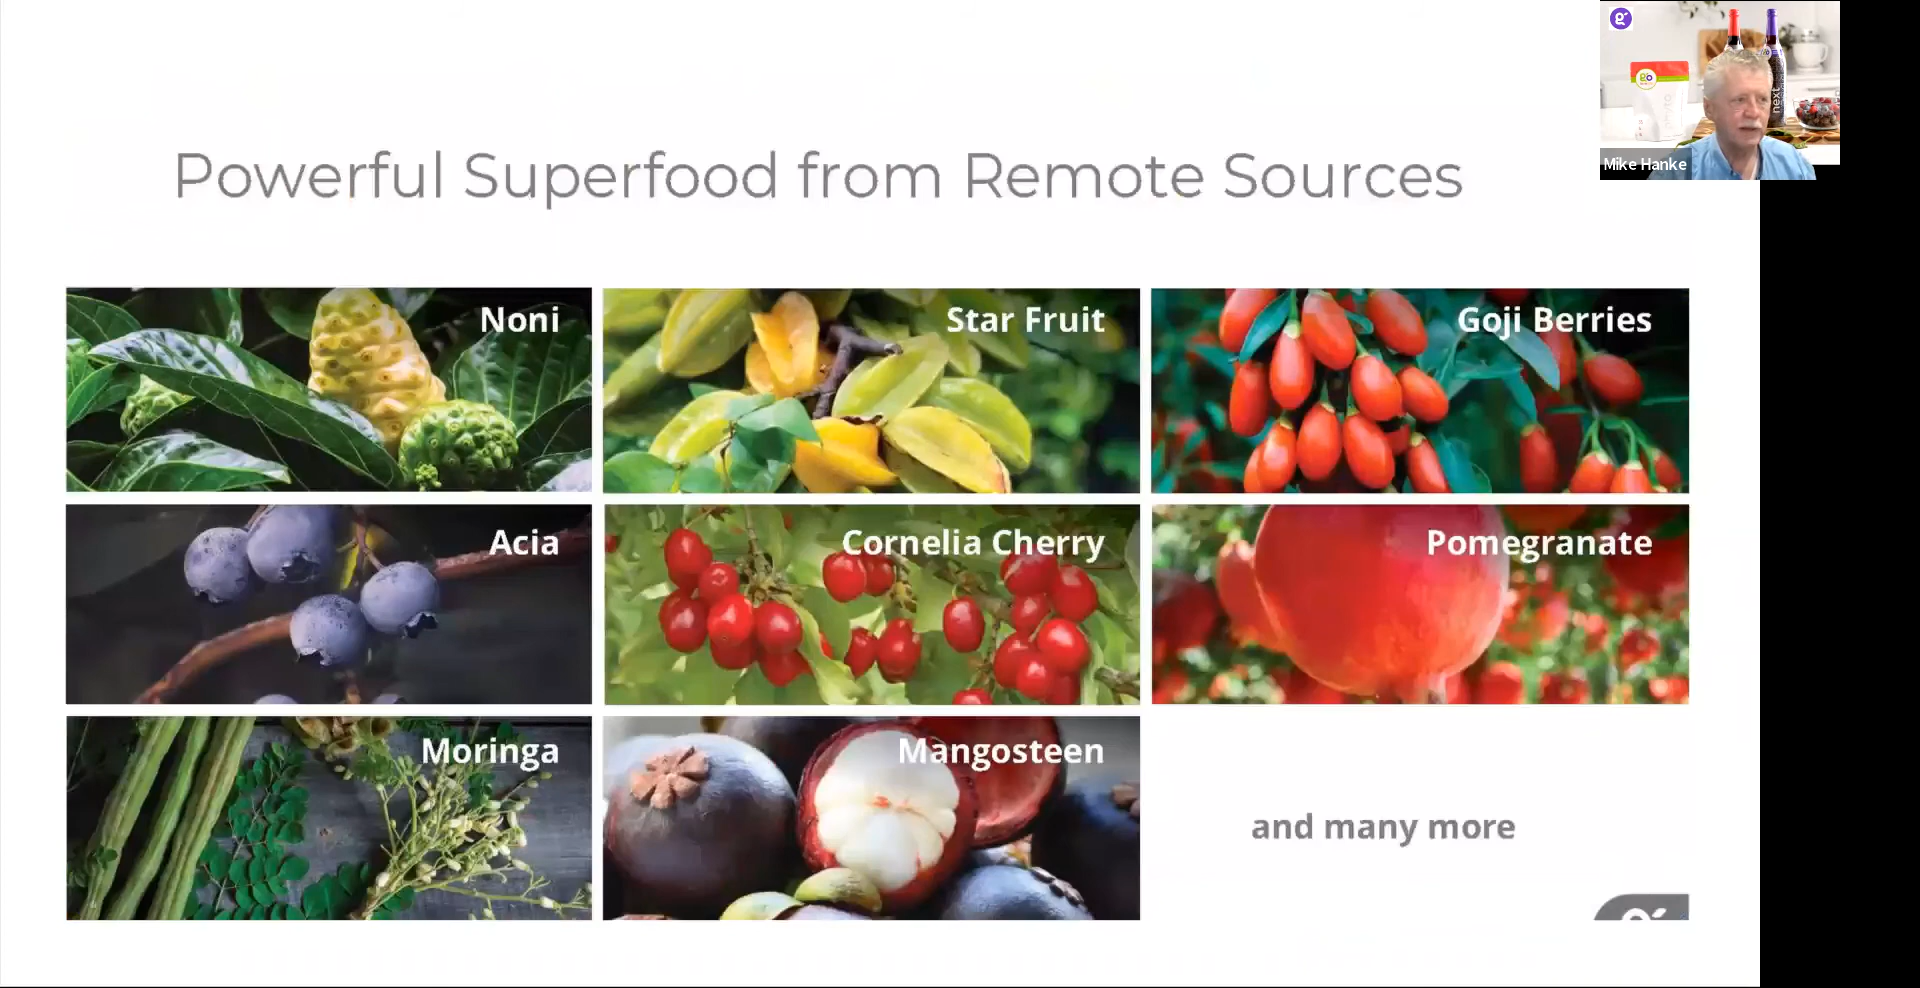 Powerful Superfood from Remote Sources
Mike Hanke
Noni
Star Fruit
Goji Berries
Acia
Cornelia Cherry
Pomegranate
Moringa
Mangosteen
and many more
next